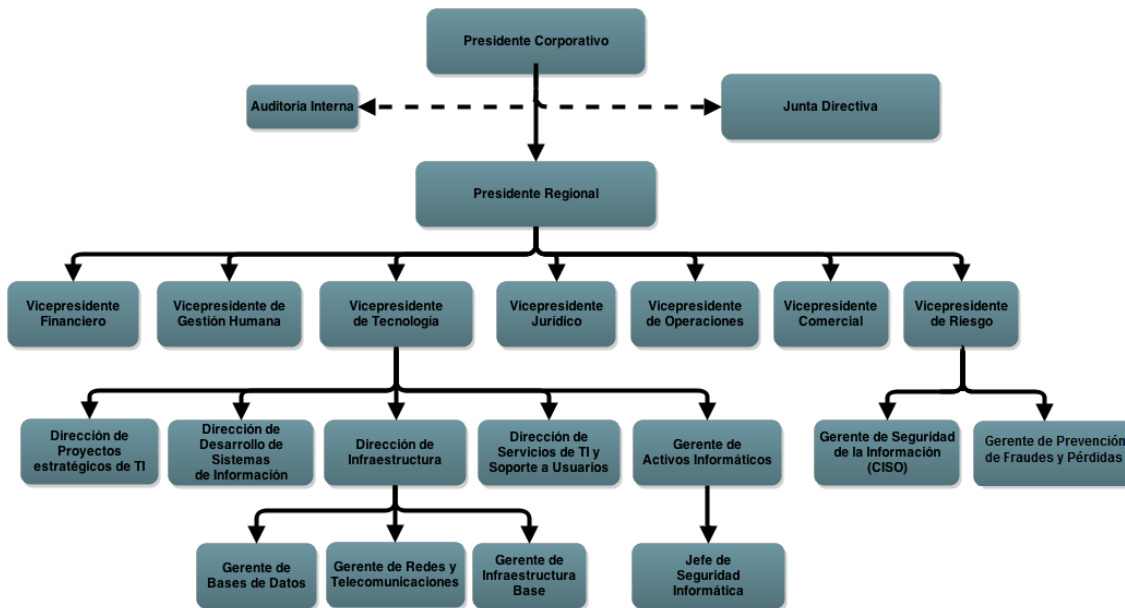 Presidente Corporativo
Auditoría Interna
Junta Directiva
Presidente Regional
Vicepresidente
Financiero
Vicepresidente de
Gestión Humana
Vicepresidente
de Tecnología
Vicepresidente
Jurídico
Vicepresidente
de Operaciones
Vicepresidente
Comercial
Vicepresidente
de Riesgo
Dirección de
Proyectos
estratégicos de TI
Dirección de
Desarrollo de
Sistemas
de Información
Dirección de
Infraestructura
Dirección de
Servicios de TI y
Soporte a Usuarios
Gerente de
Activos Informáticos
Gerente de Seguridad
de la Información
(CISO)
Gerente de Prevención
de Fraudes y Pérdidas
Gerente de
Bases de Datos
Gerente de Redes y
Telecomunicaciones
Gerente de
Infraestructura
Base
Jefe de
Seguridad
Informática